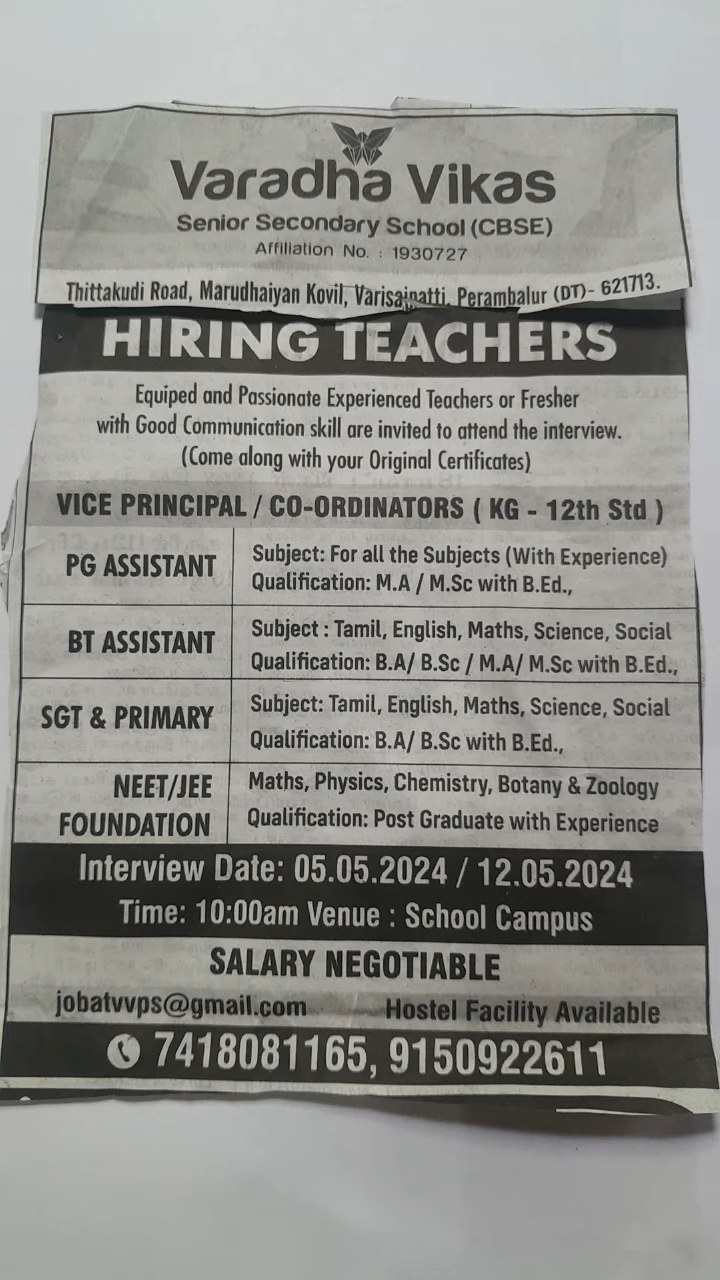 Varadha Vikas
Senior Secondary School (CBSE)
Affiliation No. : 1930727
Thittakudi Road, Marudhaiyan Kovil, Varisaipatti, Perambalur (DT)- 621713.
HIRING TEACHERS
Equiped and Passionate Experienced Teachers or Fresher
with Good Communication skill are invited to attend the interview.
(Come along with your Original Certificates)
VICE PRINCIPAL / CO-ORDINATORS ( KG - 12th Std )
PG ASSISTANT
Subject: For all the Subjects (With Experience)
Qualification: M.A / M.Sc with B.Ed.,
BT ASSISTANT
Subject : Tamil, English, Maths, Science, Social
Qualification: B.A/ B.Sc / M.A/ M.Sc with B.Ed.,
SGT & PRIMARY
Subject: Tamil, English, Maths, Science, Social
Qualification: B.A/ B.Sc with B.Ed.,
NEET/JEE
FOUNDATION
Maths, Physics, Chemistry, Botany & Zoology
Qualification: Post Graduate with Experience
Interview Date: 05.05.2024 / 12.05.2024
Time: 10:00am Venue : School Campus
SALARY NEGOTIABLE
jobatvvps@gmail.com Hostel Facility Available
7418081165, 9150922611